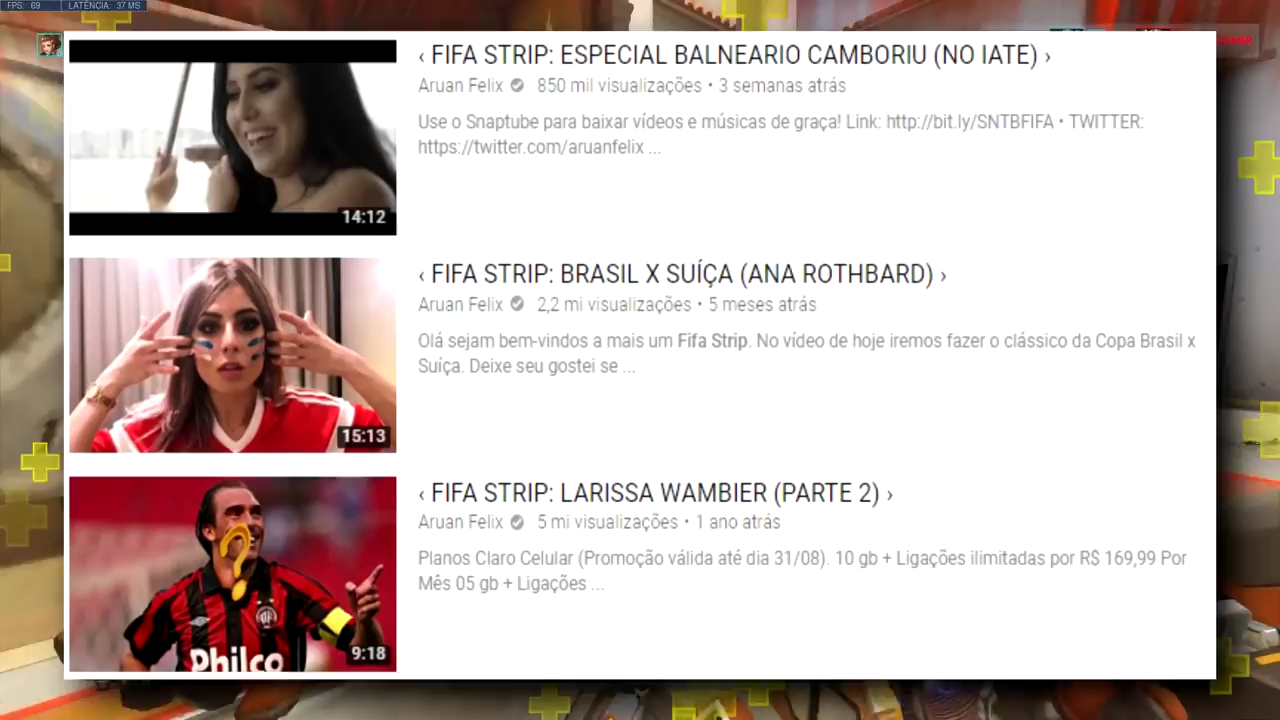 FPS: 69 LATÊNCIA: 37 MS
‹ FIFA STRIP: ESPECIAL BALNEARIO CAMBORIU (NO IATE) ›
Aruan Felix 850 mil visualizações • 3 semanas atrás
Use o Snaptube para baixar vídeos e músicas de graça! Link: http://bit.ly/SNTBFIFA • TWITTER:
https://twitter.com/aruanfelix ...
14:12
‹ FIFA STRIP: BRASIL X SUÍÇA (ANA ROTHBARD) ›
Aruan Felix 2,2 mi visualizações • 5 meses atrás
Olá sejam bem-vindos a mais um Fifa Strip. No vídeo de hoje iremos fazer o clássico da Copa Brasil x
Suíça. Deixe seu gostei se ...
15:13
‹ FIFA STRIP: LARISSA WAMBIER (PARTE 2) ›
Aruan Felix 5 mi visualizações • 1 ano atrás
Planos Claro Celular (Promoção válida até dia 31/08). 10 gb + Ligações ilimitadas por R$ 169,99 Por
Mês 05 gb + Ligações ...
?
Philco
9:18